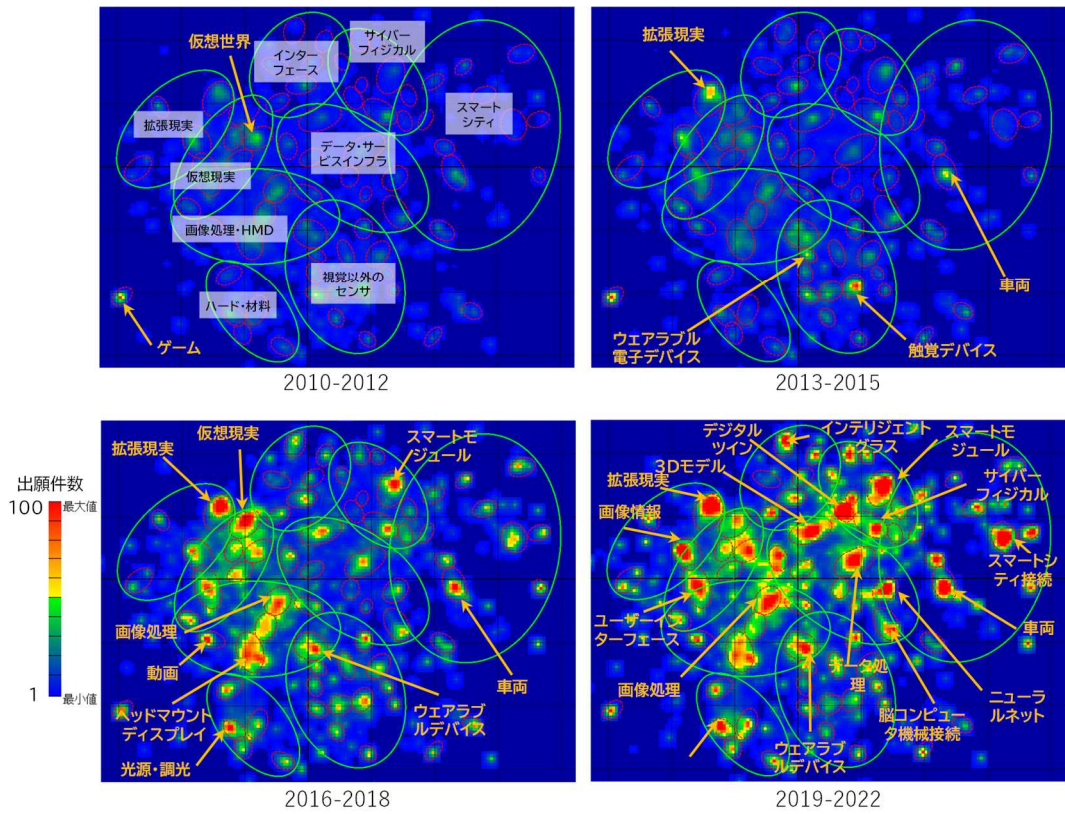 仮想世界
インター
フェース
サイバー
フィジカル
スマート
シティ
拡張現実
データ・サー
ビスインフラ
仮想現実
画像処理・HMD
視覚以外の
センサ
ハード・材料
ゲーム
2010-2012
拡張現実
車両
ウェアラブル
電子デバイス
触覚デバイス
2013-2015
出願件数
100
最大値
1
最小値
拡張現実
仮想現実
スマートモ
ジュール
画像処理
動画
ヘッドマウント
ディスプレイ
光源・調光
ウェアラブ
ルデバイス
車両
2016-2018
デジタル
ツイン
インテリジェント
グラス
スマートモ
ジュール
3Dモデル
サイバー
フィジカル
拡張現実
画像情報
スマートシ
ティ接続
ユーザーイン
ターフェース
車両
画像処理
データ処
理
ニューラ
ルネット
脳コンピュー
タ機械接続
ウェアラブ
ルデバイス
2019-2022